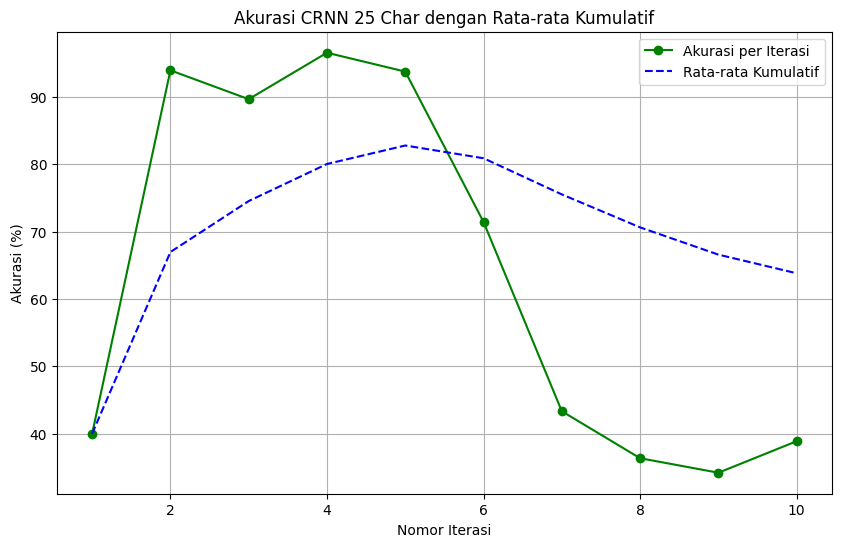 Akurasi CRNN 25 Char dengan Rata-rata Kumulatif
Akurasi per Iterasi
Rata-rata Kumulatif
Akurasi (%)
90
80
70
60
50
40
2
4
6
8
10
Nomor Iterasi